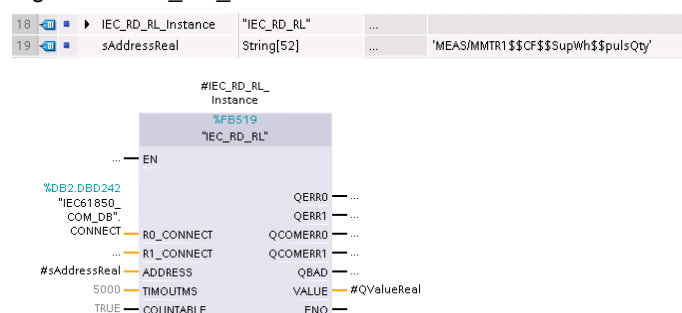 18 IEC_RD_RL_Instance "IEC_RD_RL" ...
19 sAddressReal String[52] ... 'MEAS/MMTR1$$CF$$SupWh$$pulsQty'
#IEC_RD_RL_
Instance
%FB519
"IEC_RD_RL"
... EN
%DB2.DBD242
"IEC61850_
COM_DB".
CONNECT R0_CONNECT
QERR0 ...
QERR1 ...
QCOMERR0 ...
... R1_CONNECT QCOMERR1 ...
#sAddressReal ADDRESS QBAD ...
5000 TIMOUTMS VALUE #QValueReal
TRUE COUNTABLE ENO